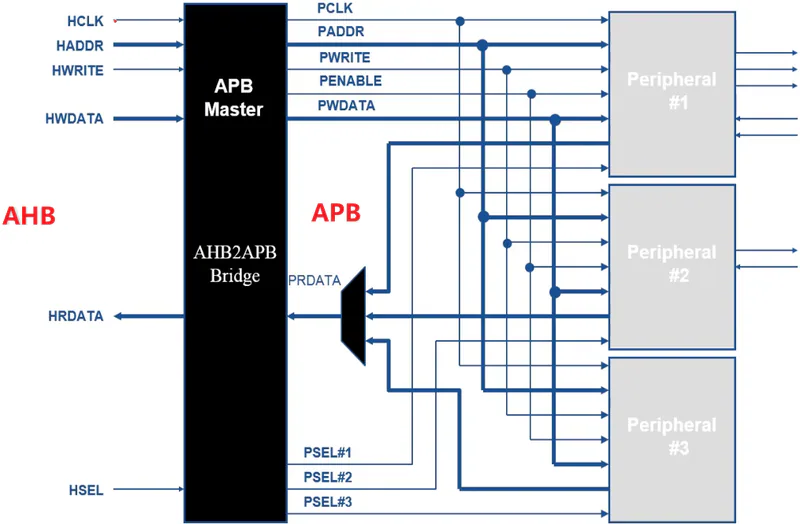 HCLK
HADDR
HWRITE
HWDATA
AHB
HRDATA
HSEL
APB
Master
AHB2APB
Bridge
PCLK
PADDR
PWRITE
PENABLE
PWDATA
APB
PRDATA
PSEL#1
PSEL#2
PSEL#3
Peripheral
#1
Peripheral
#2
Peripheral
#3